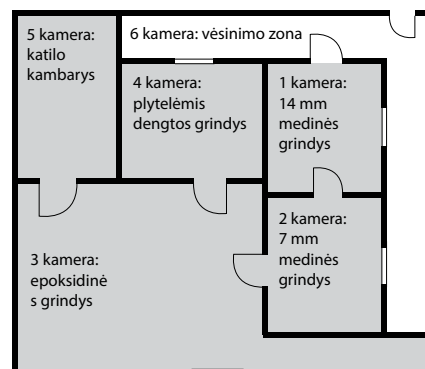 5 kamera:
katilo
kambarys
6 kamera: vėsinimo zona
4 kamera:
plytelėmis
dengtos grindys
1 kamera:
14 mm
medinės
grindys
2 kamera:
7 mm
medinės
grindys
3 kamera:
epoksidinė
s grindys